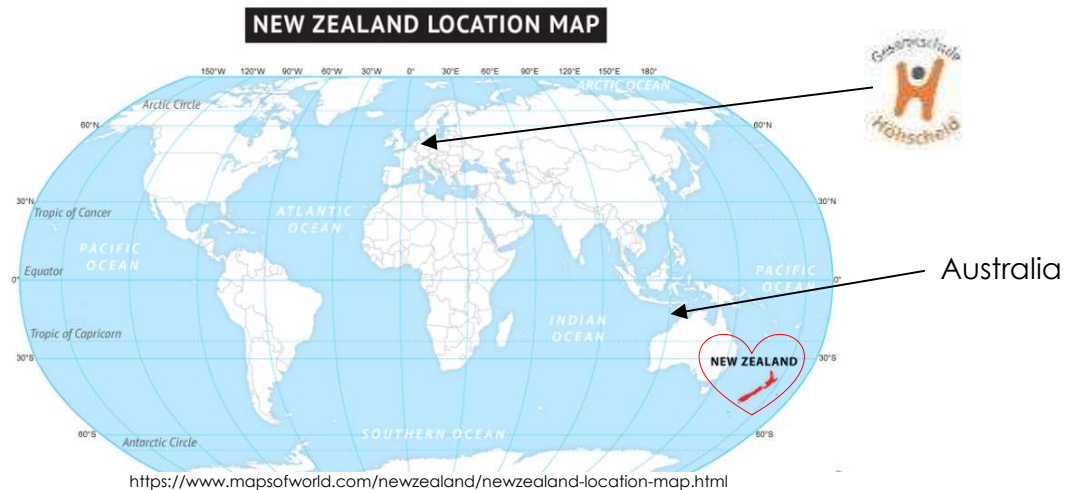 NEW ZEALAND LOCATION MAP
Gesamtschule
Höhscheid
150°W 120°W 90°W 60°W 30°W 0° 30°E 60°E 90°E 120°E 150°E 180°
ARCTIC OCEAN
Arctic Circle
60°N 60°N
30°N 30°N
Tropic of Cancer
ATLANTIC
OCEAN
PACIFIC
OCEAN
PACIFIC
OCEAN
Australia
Equator
0° 0°
INDIAN
OCEAN
Tropic of Capricorn
30°S 30°S
NEW ZEALAND
60°S 60°S
SOUTHERN OCEAN
Antarctic Circle
https://www.mapsofworld.com/newzealand/newzealand-location-map.html